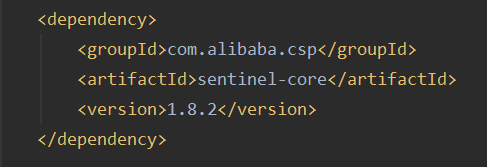 <dependency>
    <groupId>com.alibaba.csp</groupId>
    <artifactId>sentinel-core</artifactId>
    <version>1.8.2</version>
</dependency>